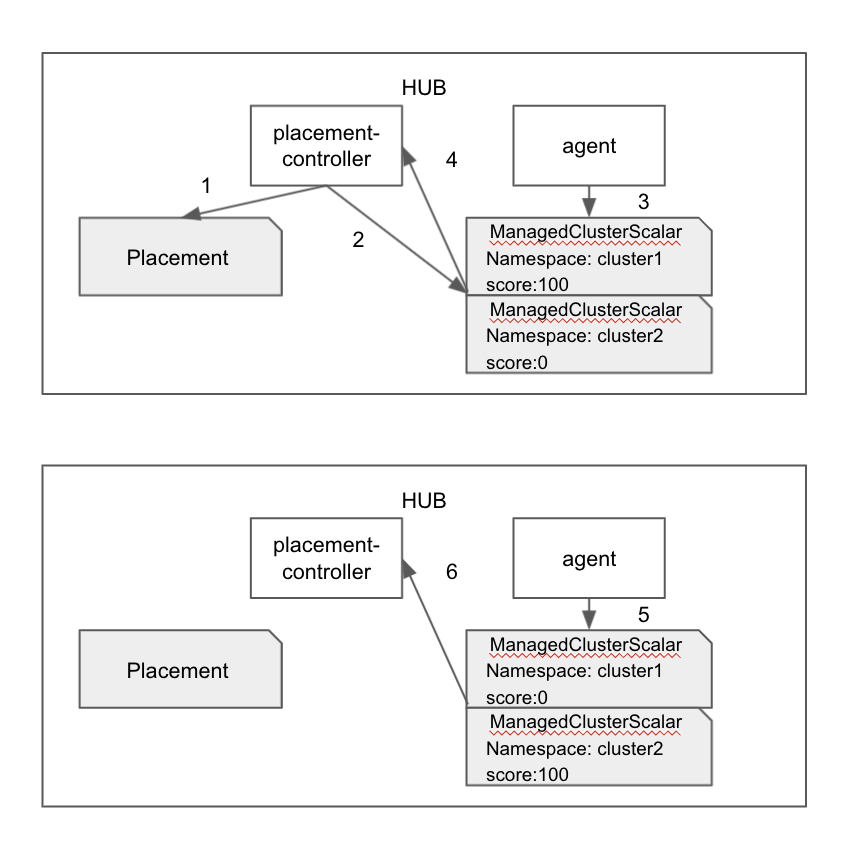 HUB
placement-
controller
agent
1
4
3
2
Placement
ManagedClusterScalar
Namespace: cluster1
score:100
ManagedClusterScalar
Namespace: cluster2
score:0
HUB
placement-
controller
agent
6
5
Placement
ManagedClusterScalar
Namespace: cluster1
score:0
ManagedClusterScalar
Namespace: cluster2
score:100